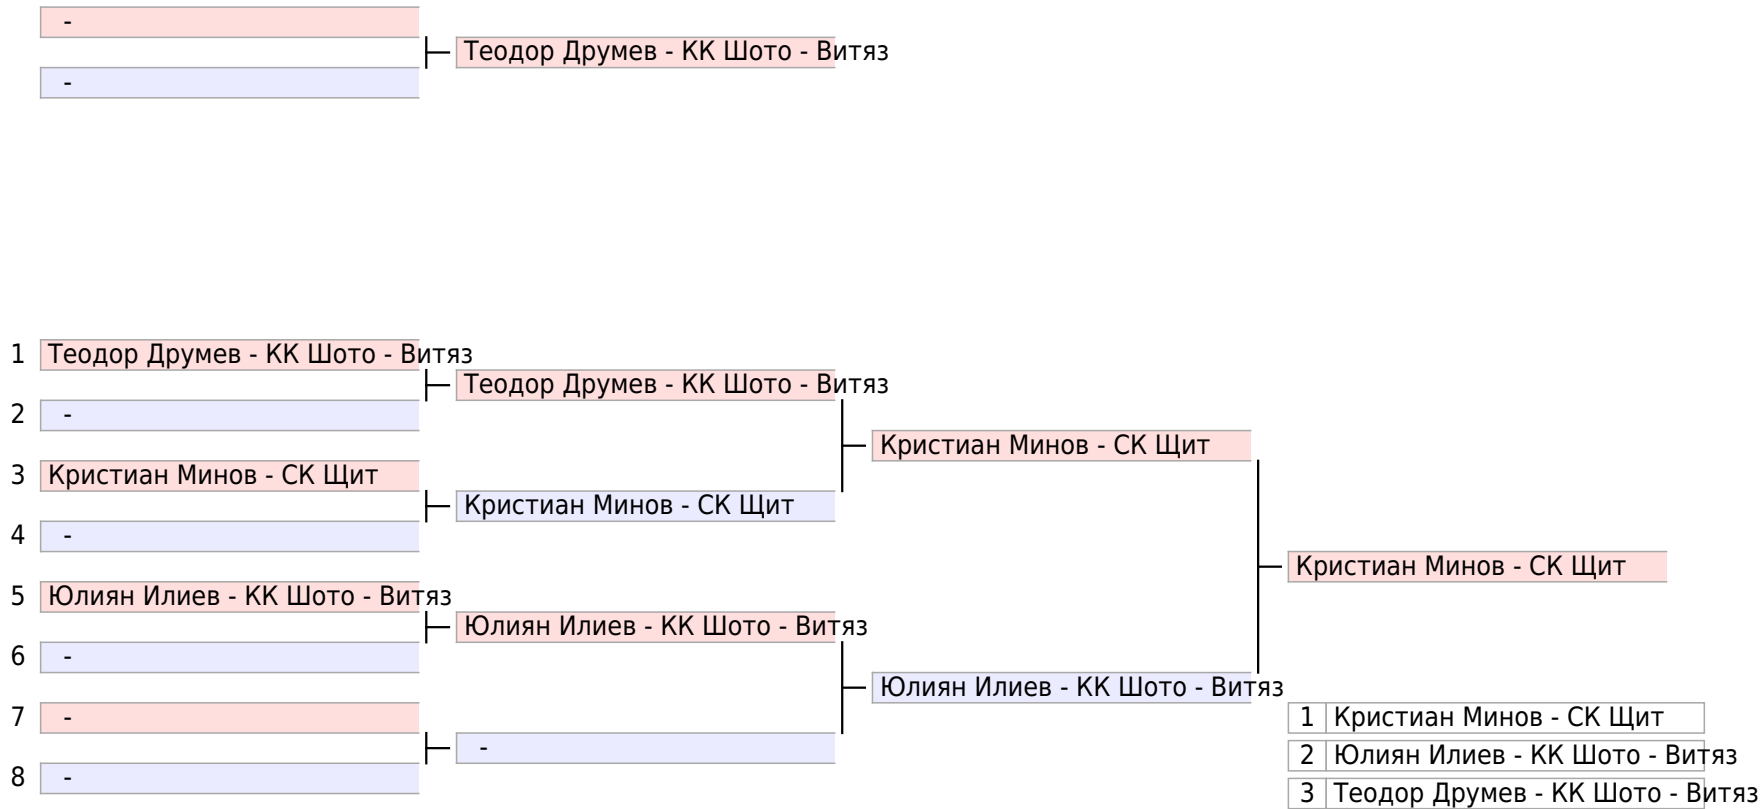 -
Теодор Друмев - КК Шото - Витяз
-
1 Теодор Друмев - КК Шото - Витяз
Теодор Друмев - КК Шото - Витяз
2 -
Кристиан Минов - СК Щит
3 Кристиан Минов - СК Щит
Кристиан Минов - СК Щит
4 -
Кристиан Минов - СК Щит
5 Юлиян Илиев - КК Шото - Витяз
Юлиян Илиев - КК Шото - Витяз
6 -
Юлиян Илиев - КК Шото - Витяз
7 -
1 Кристиан Минов - СК Щит
-
2 Юлиян Илиев - КК Шото - Витяз
8 -
3 Теодор Друмев - КК Шото - Витяз